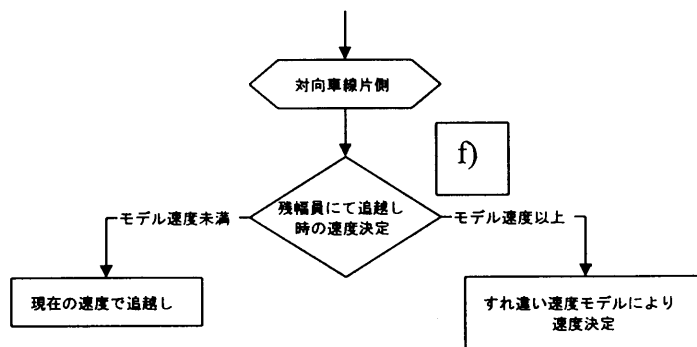 対向車線片側
f)
残幅員にて追越し
時の速度決定
モデル速度未満
モデル速度以上
現在の速度で追越し
すれ違い速度モデルにより
速度決定